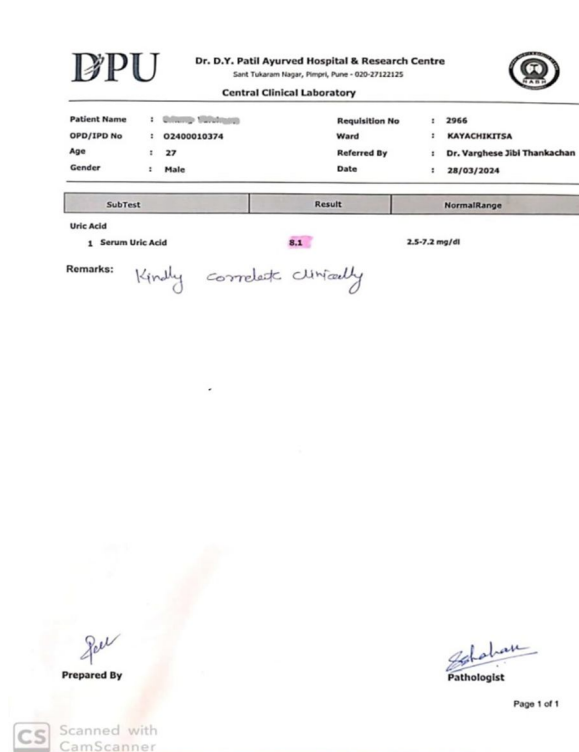 DPU
Dr. D.Y. Patil Ayurved Hospital & Research Centre
Sant Tukaram Nagar, Pimpri, Pune - 020-27122125
Central Clinical Laboratory
NABH
Patient Name :
Requisition No : 2966
OPD/IPD No : O2400010374
Ward : KAYACHIKITSA
Age : 27
Referred By : Dr. Varghese Jibi Thankachan
Gender : Male
Date : 28/03/2024
SubTest Result NormalRange
Uric Acid
1 Serum Uric Acid 8.1 2.5-7.2 mg/dl
Remarks: Kindly correlate clinically
Prepared By
Pathologist
Page 1 of 1
CS Scanned with
CamScanner